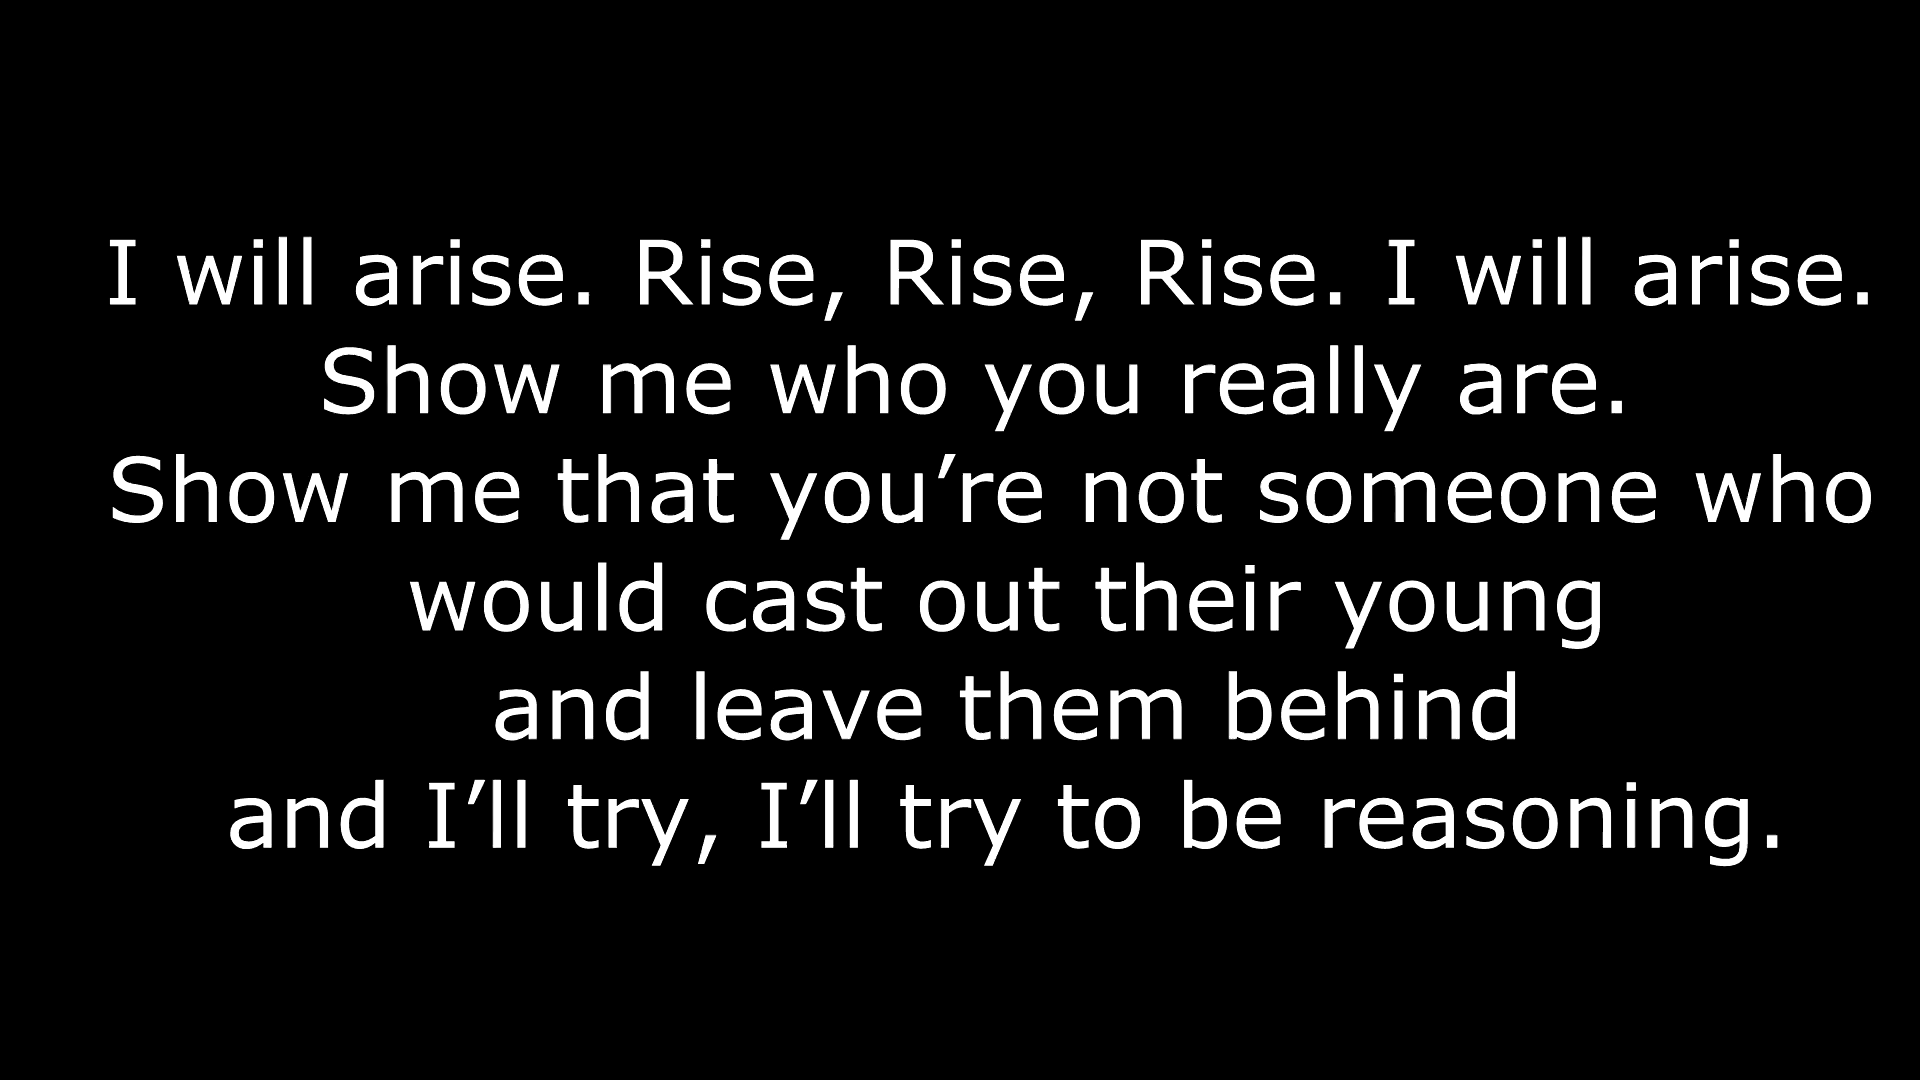 I will arise. Rise, Rise, Rise. I will arise.
Show me who you really are.
Show me that you’re not someone who
would cast out their young
and leave them behind
and I’ll try, I’ll try to be reasoning.